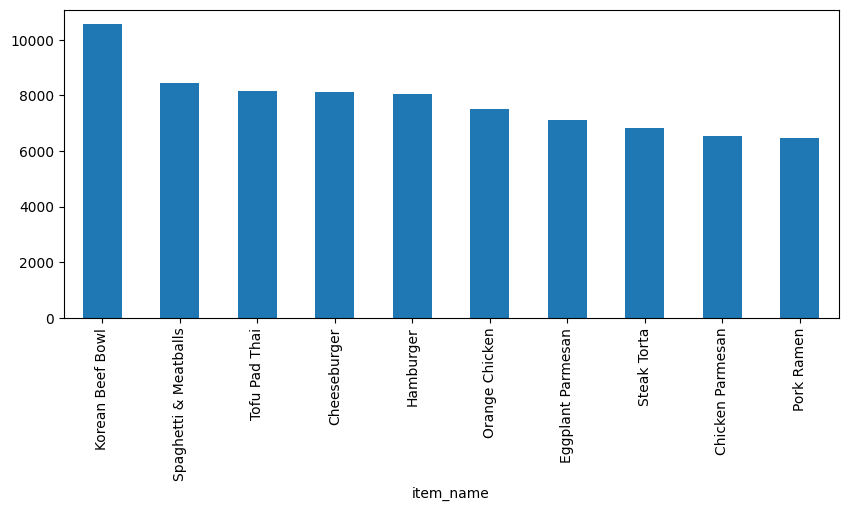 10000
8000
6000
4000
2000
0
Korean Beef Bowl
Spaghetti & Meatballs
Tofu Pad Thai
Cheeseburger
Hamburger
Orange Chicken
Eggplant Parmesan
Steak Torta
Chicken Parmesan
Pork Ramen
item_name